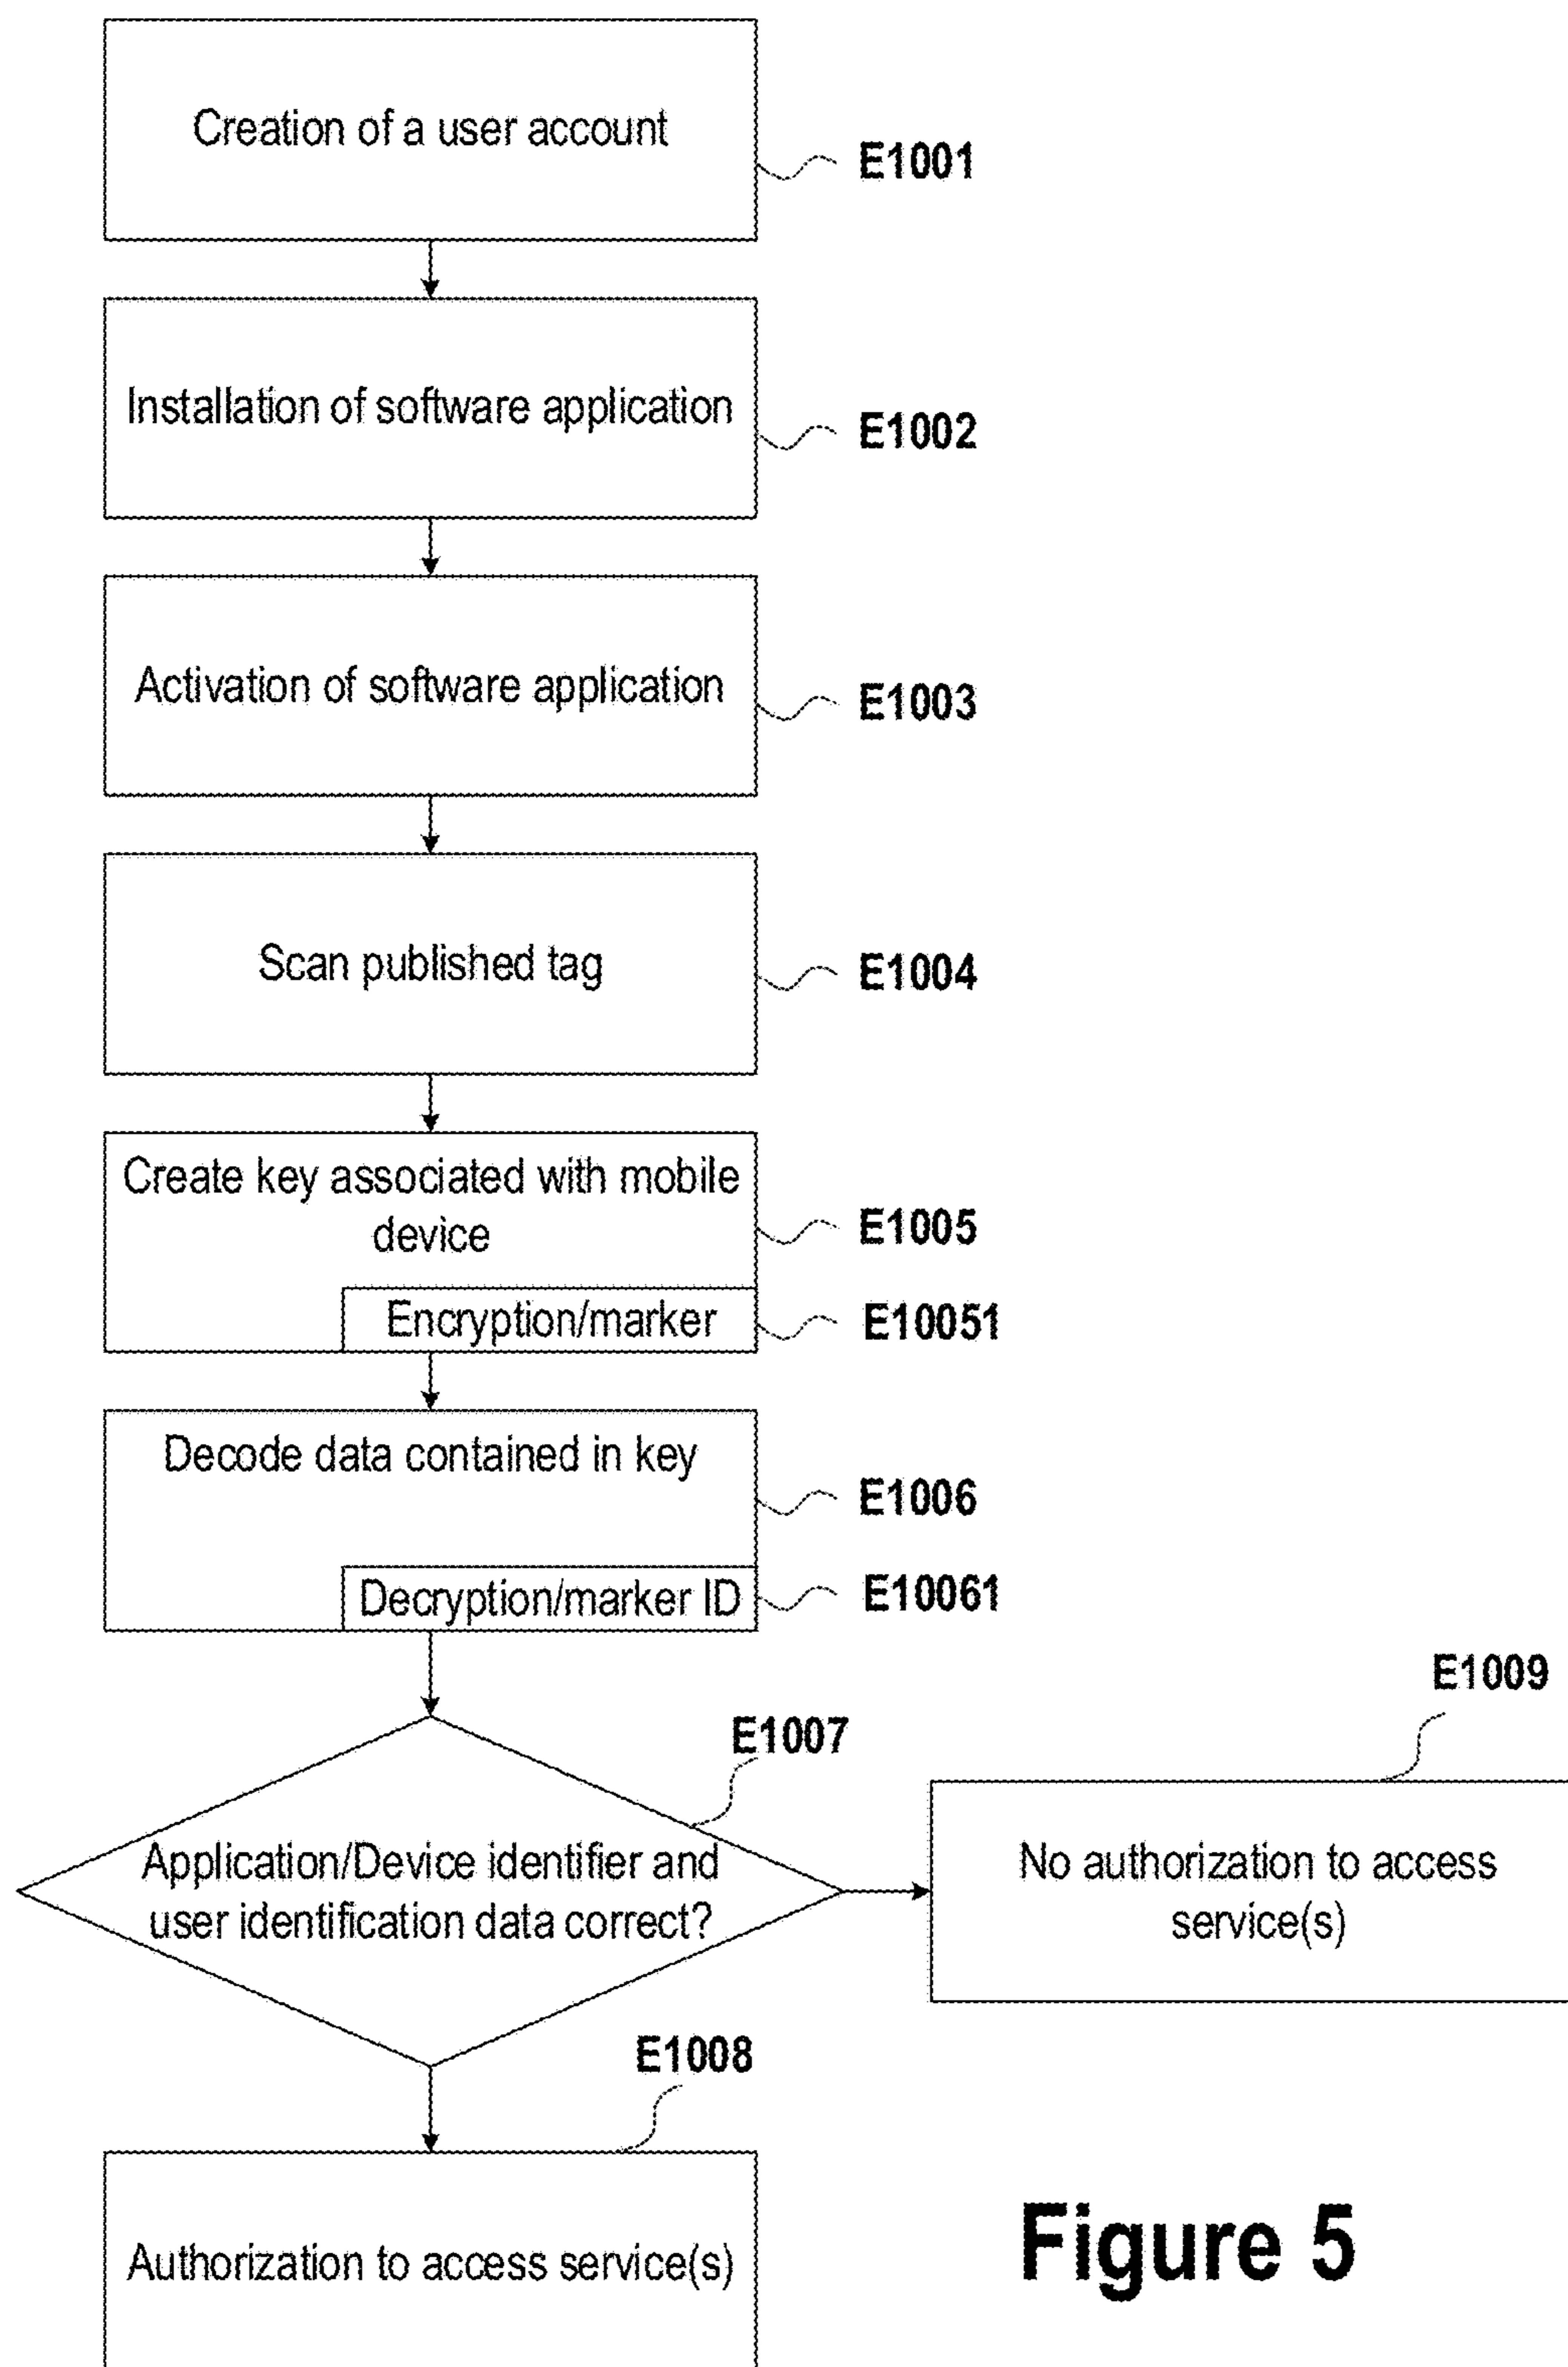 Creation of a user account
E1001
Installation of software application
E1002
Activation of software application
E1003
Scan published tag
E1004
Create key associated with mobile
device
E1005
Encryption/marker
E10051
Decode data contained in key
E1006
Decryption/marker ID
E10061
E1007
Application/Device identifier and
user identification data correct?
E1009
No authorization to access
service(s)
E1008
Authorization to access service(s)
Figure 5